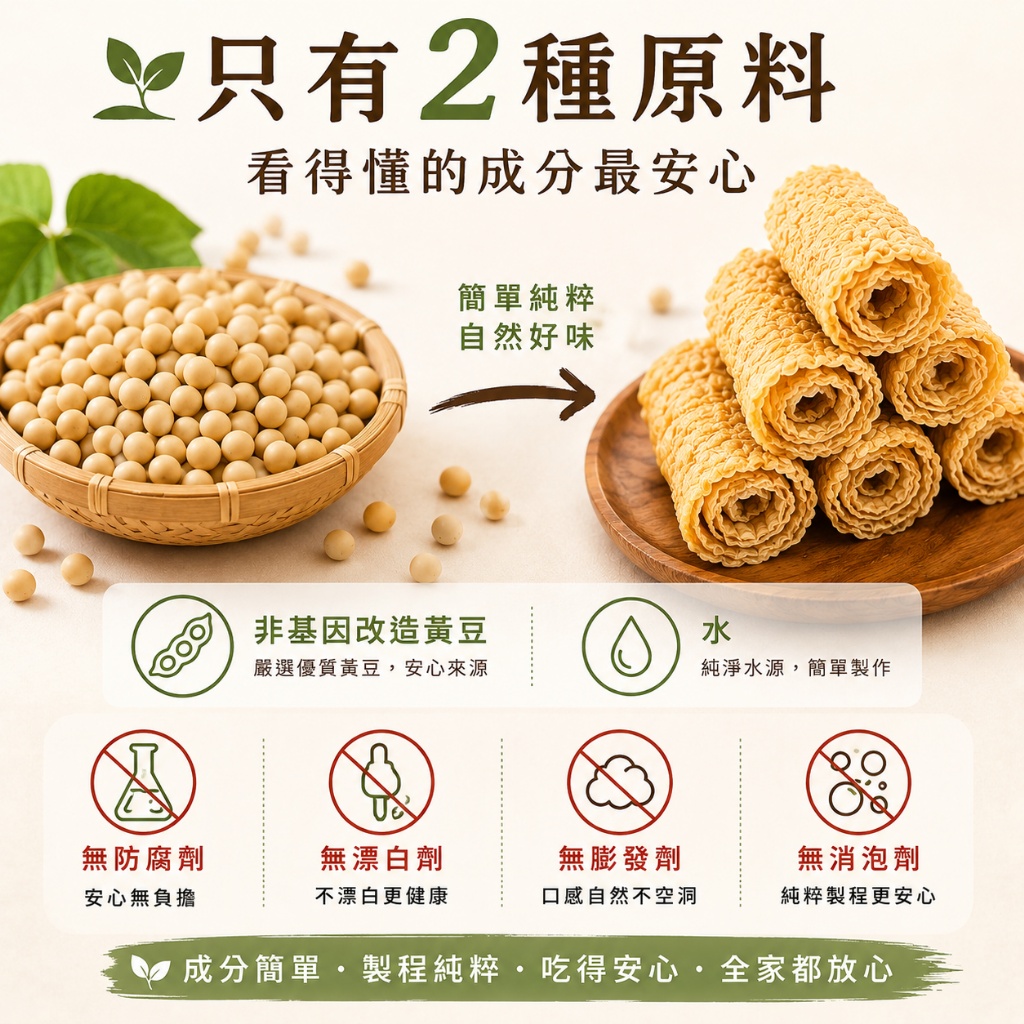 只有2種原料
看得懂的成分最安心
簡單純粹
自然好味
非基因改造黃豆
嚴選優質黃豆，安心來源
水
純淨水源，簡單製作
無防腐劑
安心無負擔
無漂白劑
不漂白更健康
無膨發劑
口感自然不空洞
無消泡劑
純粹製程更安心
成分簡單·製程純粹·吃得安心·全家都放心